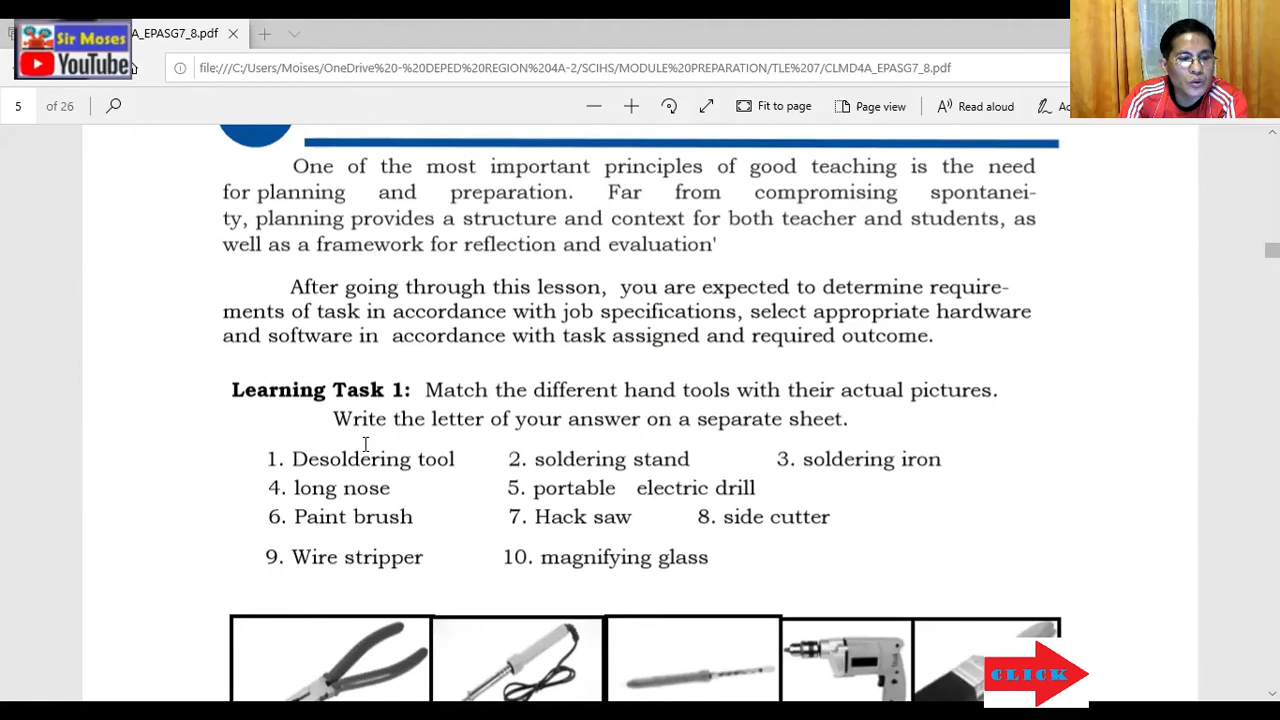 Sir Moses
YouTube
A_EPASG7_8.pdf
file:///C:/Users/Moises/OneDrive%20-%20DEPED%20REGION%204A-2/SCIHS/MODULE%20PREPARATION/TLE%207/CLMD4A_EPASG7_8.pdf
5 of 26
Fit to page
Page view
Read aloud
One of the most important principles of good teaching is the need
for planning and preparation. Far from compromising spontanei-
ty, planning provides a structure and context for both teacher and students, as
well as a framework for reflection and evaluation'
After going through this lesson, you are expected to determine require-
ments of task in accordance with job specifications, select appropriate hardware
and software in accordance with task assigned and required outcome.
Learning Task 1: Match the different hand tools with their actual pictures.
Write the letter of your answer on a separate sheet.
1. Desoldering tool 2. soldering stand 3. soldering iron
4. long nose 5. portable electric drill
6. Paint brush 7. Hack saw 8. side cutter
9. Wire stripper 10. magnifying glass
CLICK